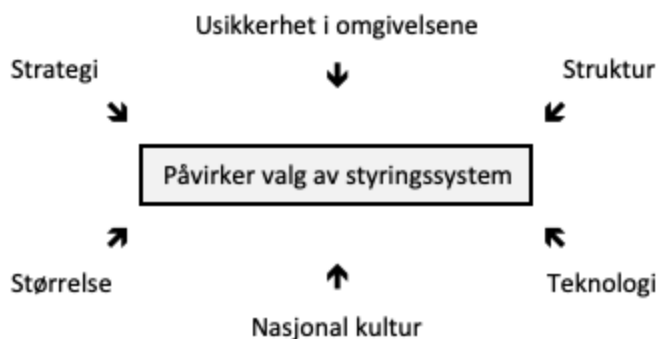 Usikkerhet i omgivelsene
Strategi
Struktur
Påvirker valg av styringssystem
Størrelse
Teknologi
Nasjonal kultur